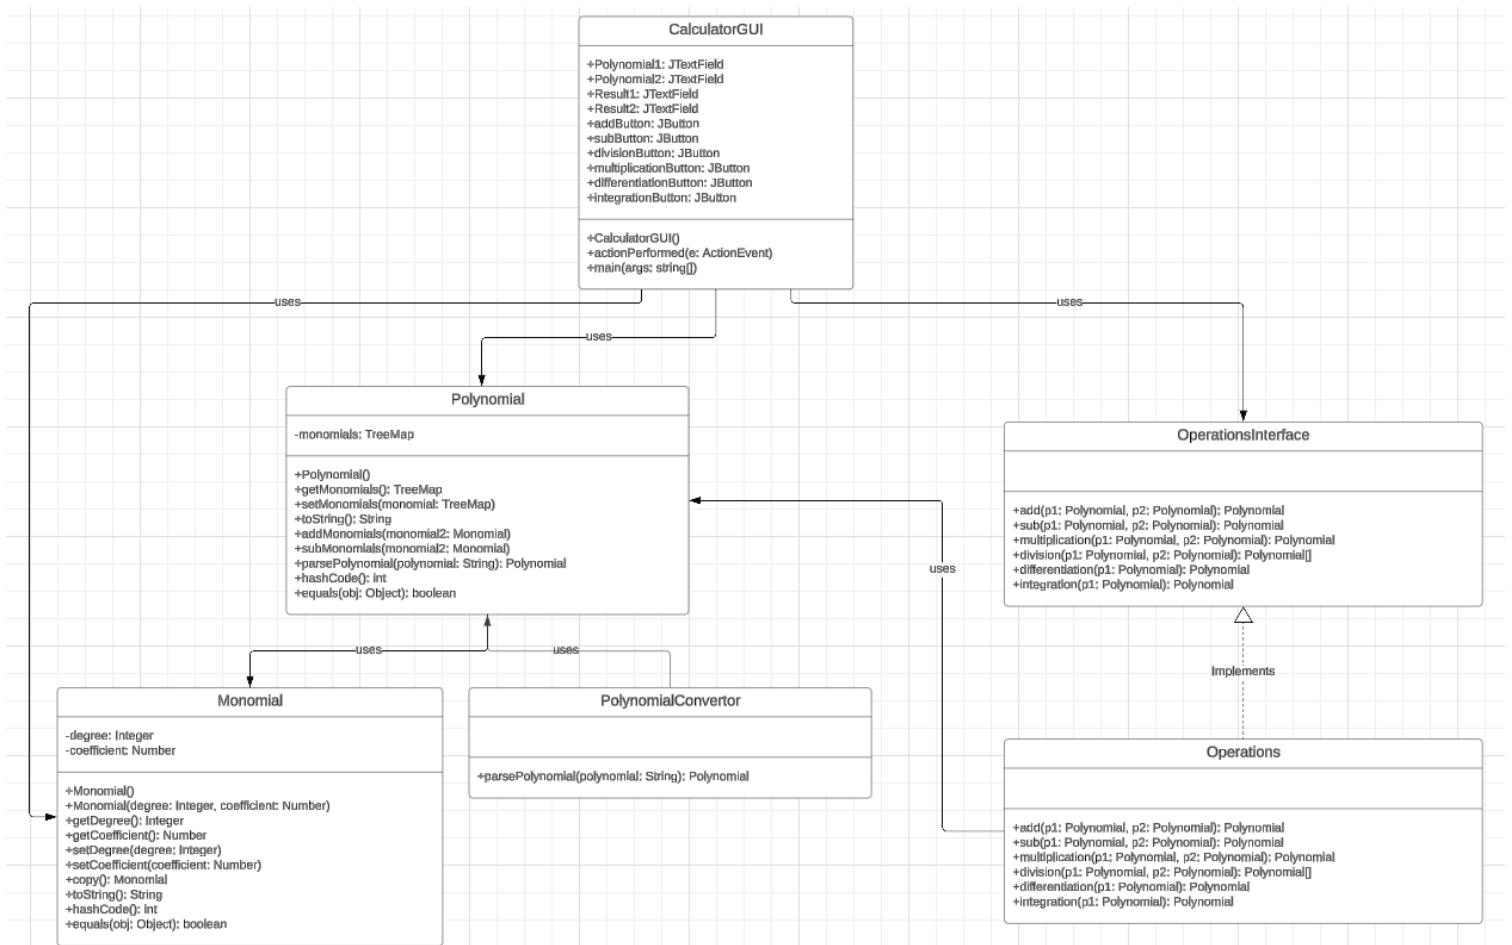 CalculatorGUI
+Polynomial1: JTextField
+Polynomial2: JTextField
+Result1: JTextField
+Result2: JTextField
+addButton: JButton
+subButton: JButton
+divisionButton: JButton
+multiplicationButton: JButton
+differentiationButton: JButton
+integrationButton: JButton
+CalculatorGUI()
+actionPerformed(e: ActionEvent)
+main(args: string[])
uses
uses
uses
Polynomial
-monomials: TreeMap
+Polynomial()
+getMonomials(): TreeMap
+setMonomials(monomial: TreeMap)
+toString(): String
+addMonomials(monomial2: Monomial)
+subMonomials(monomial2: Monomial)
+parsePolynomial(polynomial: String): Polynomial
+hashCode(): int
+equals(obj: Object): boolean
OperationsInterface
+add(p1: Polynomial, p2: Polynomial): Polynomial
+sub(p1: Polynomial, p2: Polynomial): Polynomial
+multiplication(p1: Polynomial, p2: Polynomial): Polynomial
+division(p1: Polynomial, p2: Polynomial): Polynomial[]
+differentiation(p1: Polynomial): Polynomial
+integration(p1: Polynomial): Polynomial
uses
uses
uses
Implements
Monomial
-degree: Integer
-coefficient: Number
+Monomial()
+Monomial(degree: Integer, coefficient: Number)
+getDegree(): Integer
+getCoefficient(): Number
+setDegree(degree: Integer)
+setCoefficient(coefficient: Number)
+copy(): Monomial
+toString(): String
+hashCode(): int
+equals(obj: Object): boolean
PolynomialConvertor
+parsePolynomial(polynomial: String): Polynomial
Operations
+add(p1: Polynomial, p2: Polynomial): Polynomial
+sub(p1: Polynomial, p2: Polynomial): Polynomial
+multiplication(p1: Polynomial, p2: Polynomial): Polynomial
+division(p1: Polynomial, p2: Polynomial): Polynomial[]
+differentiation(p1: Polynomial): Polynomial
+integration(p1: Polynomial): Polynomial